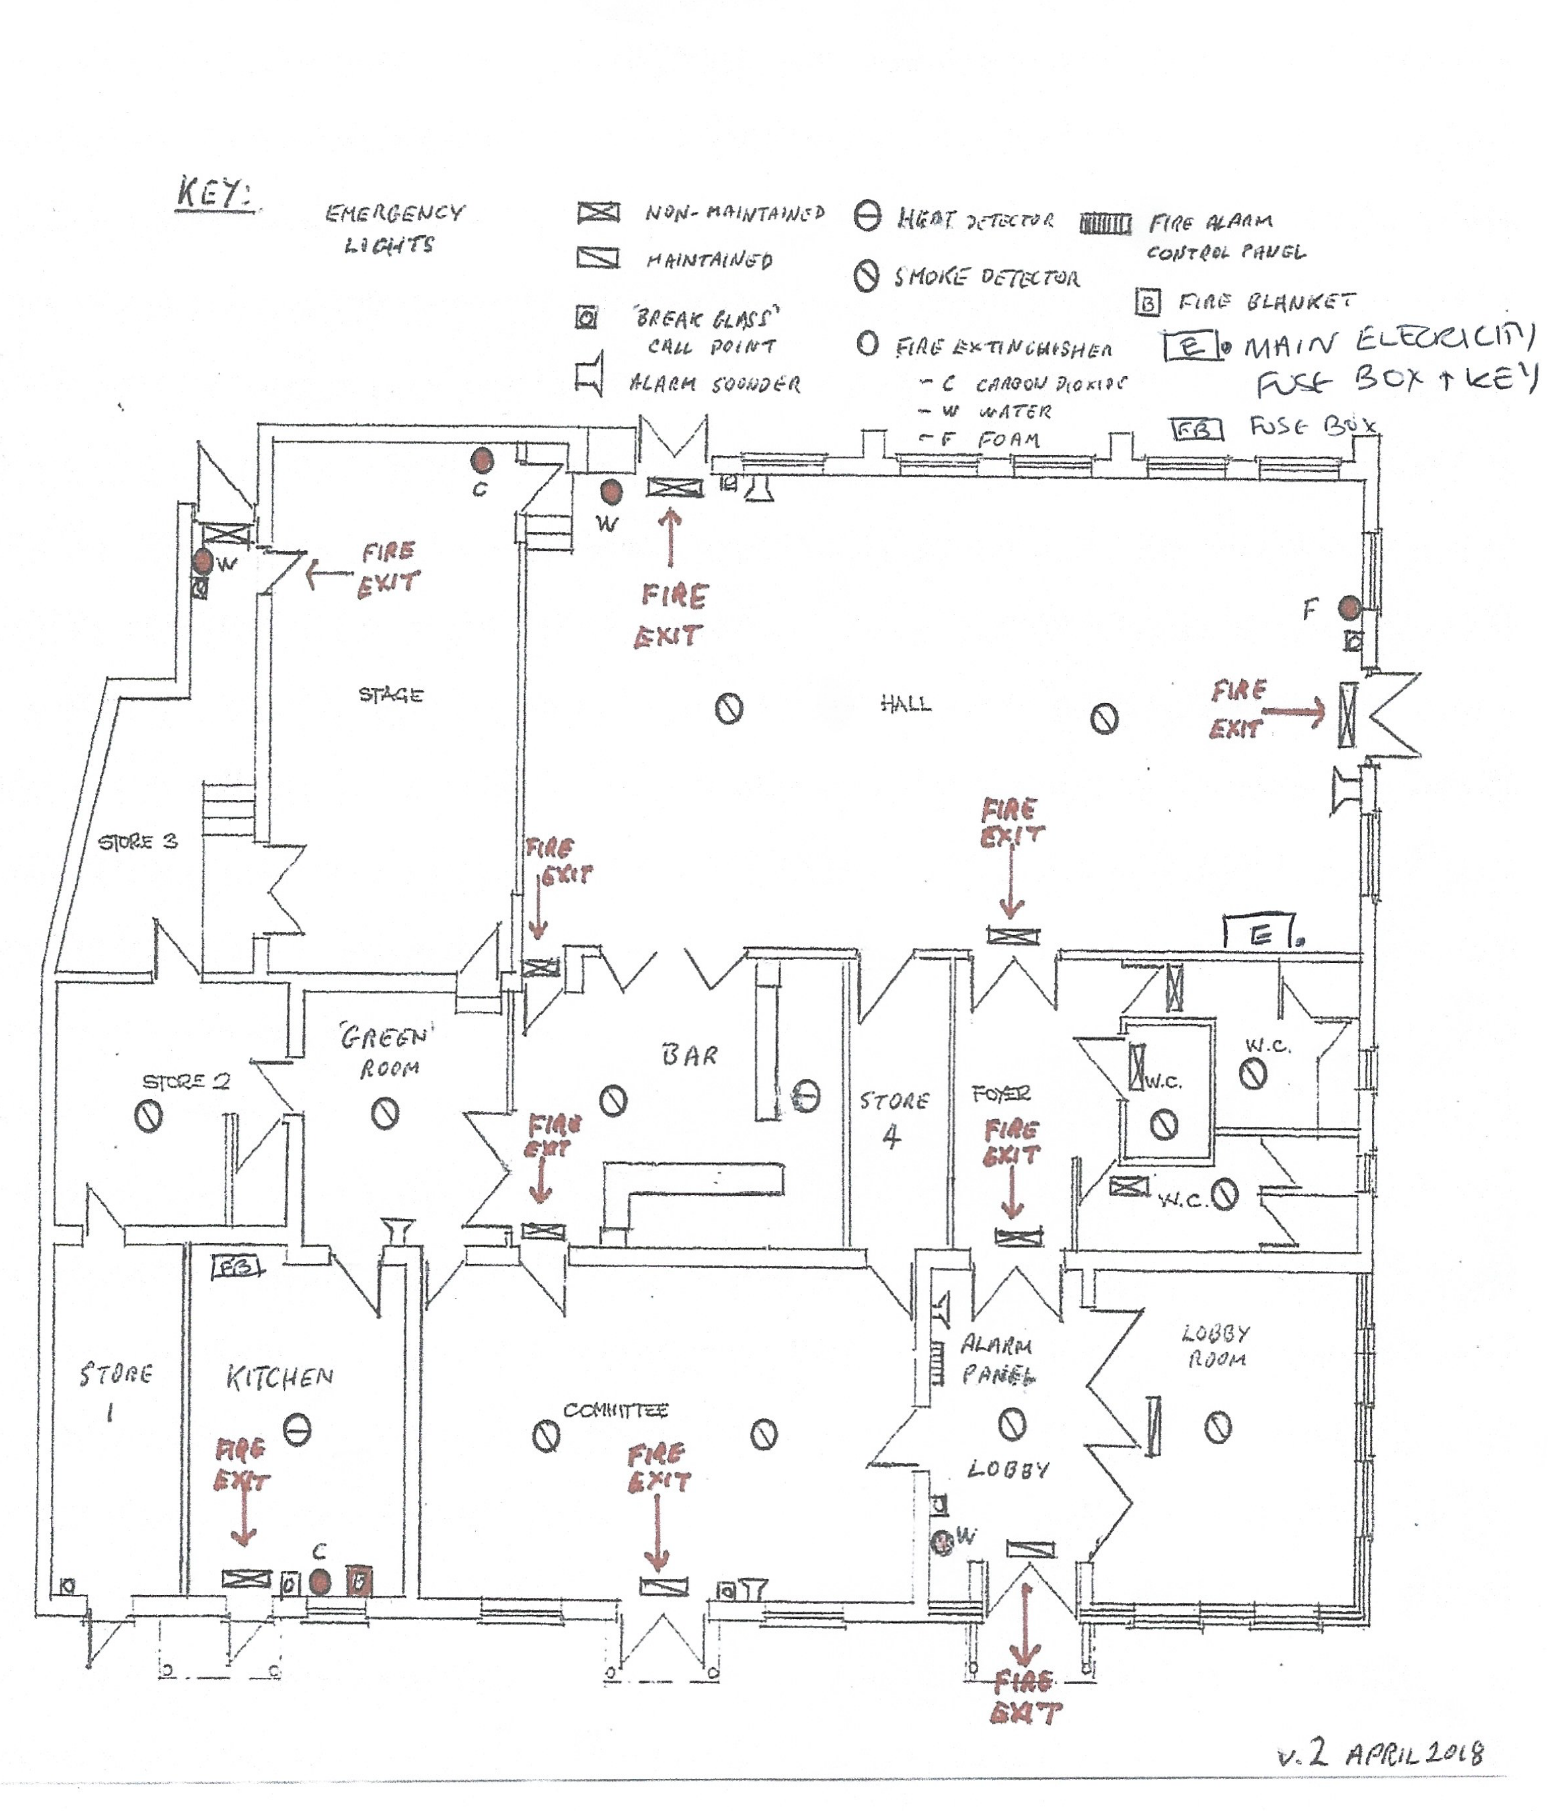 KEY:
EMERGENCY
LIGHTS
NON-MAINTAINED
MAINTAINED
'BREAK GLASS'
CALL POINT
ALARM SOUNDER
HEAT DETECTOR
SMOKE DETECTOR
FIRE EXTINGUISHER
- C CARBON DIOXIDE
- W WATER
- F FOAM
FIRE ALARM
CONTROL PANEL
B FIRE BLANKET
E MAIN ELECRICITY
FUSE BOX + KEY
FB FUSE BOX
C
W
W
FIRE
EXIT
FIRE
EXIT
F
STAGE
HALL
FIRE
EXIT
STORE 3
FIRE
EXIT
FIRE
EXIT
E
'GREEN'
ROOM
BAR
STORE 2
STORE
4
FOYER
W.C.
W.C.
W.C.
FIRE
EXIT
FIRE
EXIT
FB
STORE
1
KITCHEN
COMMITTEE
ALARM
PANEL
LOBBY
ROOM
LOBBY
FIRE
EXIT
FIRE
EXIT
C
B
W
FIRE
EXIT
v.2 APRIL 2018